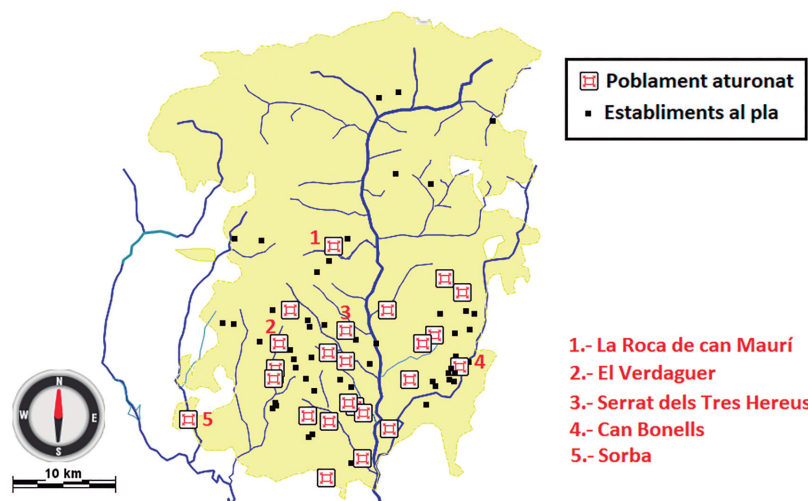 Poblament aturonat
Establiments al pla
1
2
3
4
5
1.- La Roca de can Maurí
2.- El Verdaguer
3.- Serrat dels Tres Hereus
4.- Can Bonells
5.- Sorba
N
W
E
S
10 km